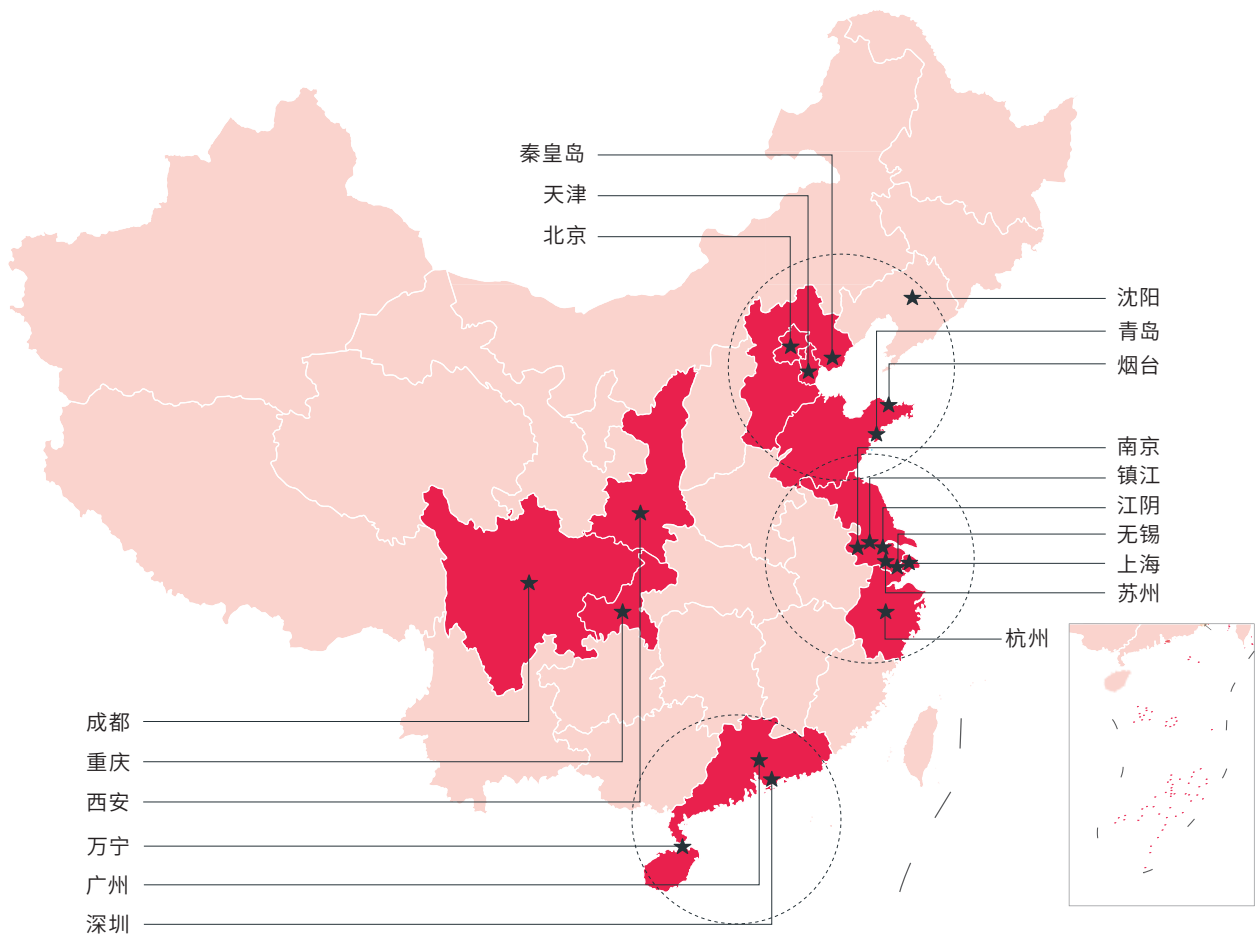 秦皇岛
天津
北京
沈阳
青岛
烟台
南京
镇江
江阴
无锡
上海
苏州
杭州
成都
重庆
西安
万宁
广州
深圳